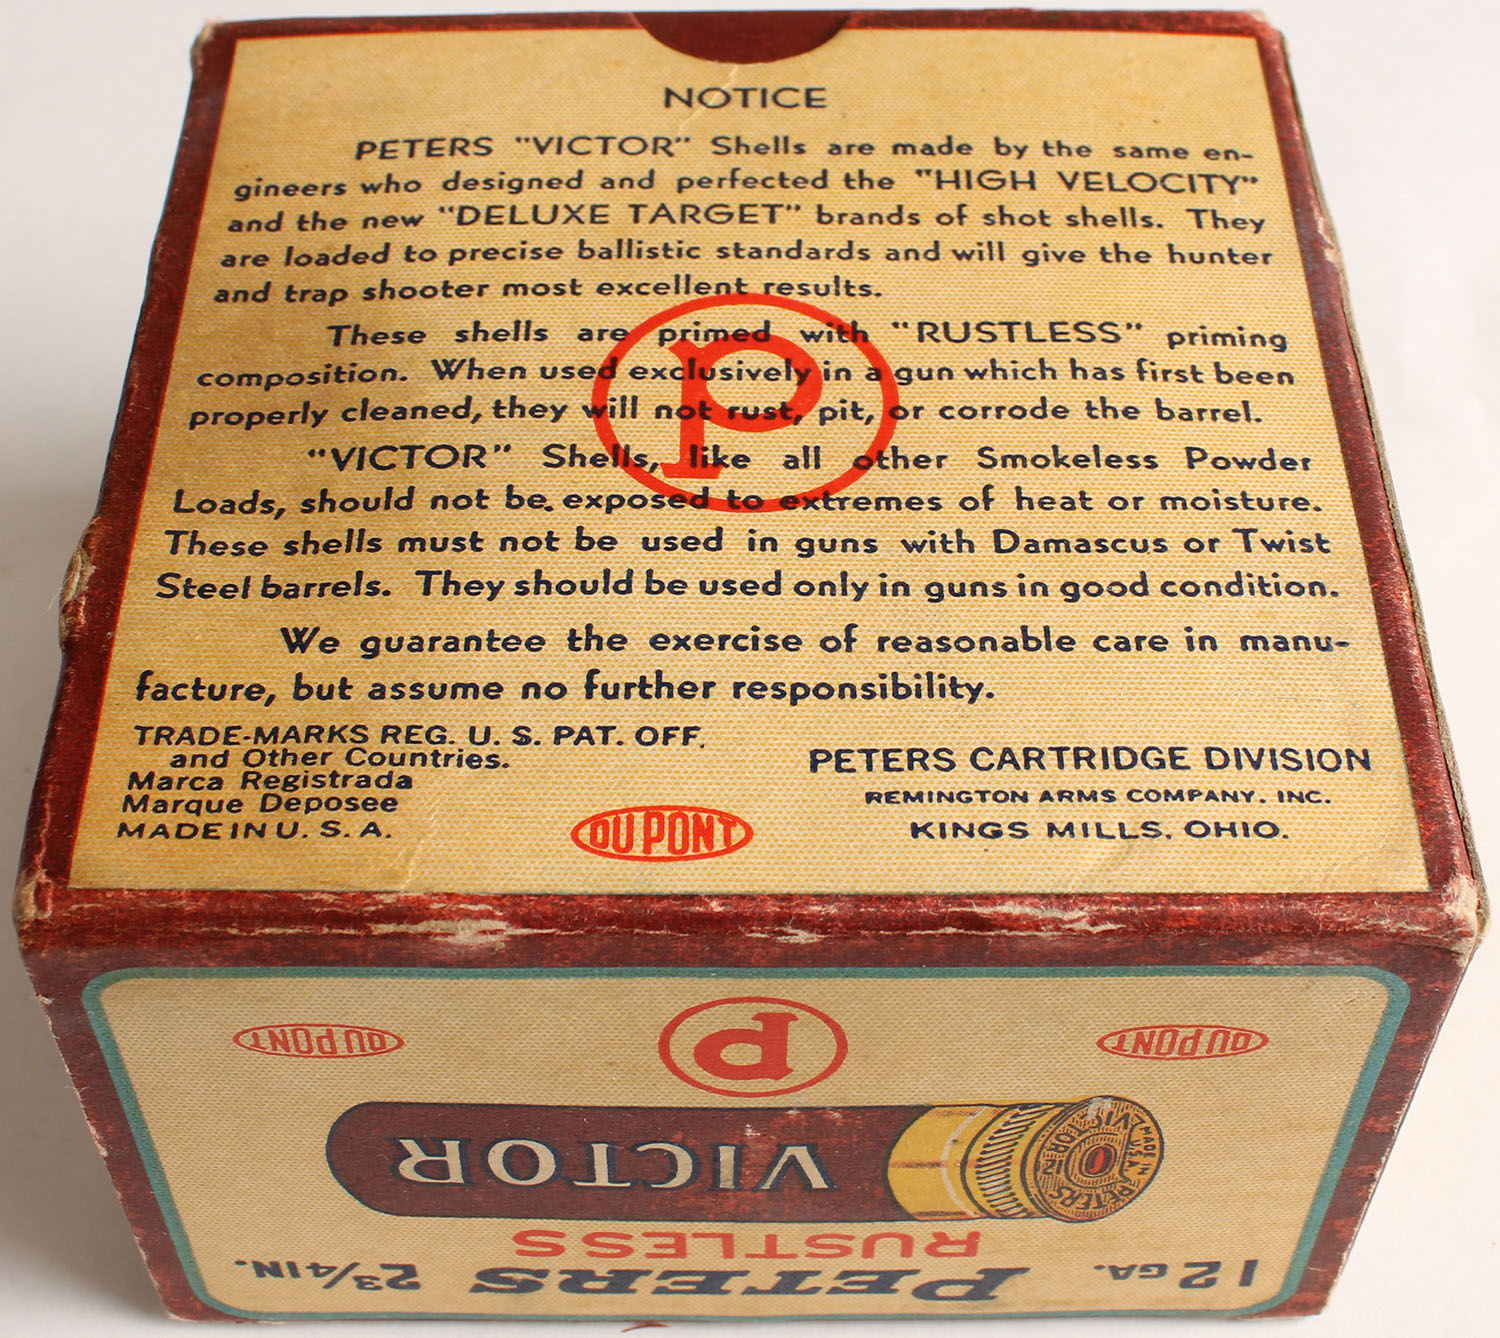 NOTICE
PETERS "VICTOR" Shells are made by the same en-
gineers who designed and perfected the "HIGH VELOCITY"
and the new "DELUXE TARGET" brands of shot shells. They
are loaded to precise ballistic standards and will give the hunter
and trap shooter most excellent results.
These shells are primed with "RUSTLESS" priming
composition. When used exclusively in a gun which has first been
properly cleaned, they will not rust, pit, or corrode the barrel.
P
"VICTOR" Shells, like all other Smokeless Powder
Loads, should not be. exposed to extremes of heat or moisture.
These shells must not be used in guns with Damascus or Twist
Steel barrels. They should be used only in guns in good condition.
We guarantee the exercise of reasonable care in manu-
facture, but assume no further responsibility.
TRADE-MARKS REG. U. S. PAT. OFF.
and Other Countries.
Marca Registrada
Marque Deposee
MADE IN U. S. A.
DU PONT
PETERS CARTRIDGE DIVISION
REMINGTON ARMS COMPANY, INC.
KINGS MILLS, OHIO.
12 GA. PETERS 2 3/4 IN.
RUSTLESS
VICTOR
PETERS VICTOR 12 MADE IN U.S.A.
DU PONT P DU PONT